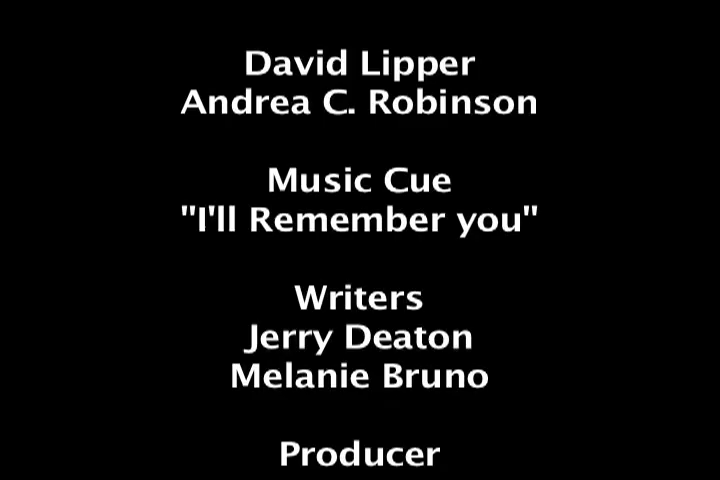 David Lipper
Andrea C. Robinson
Music Cue
"I'll Remember you"
Writers
Jerry Deaton
Melanie Bruno
Producer